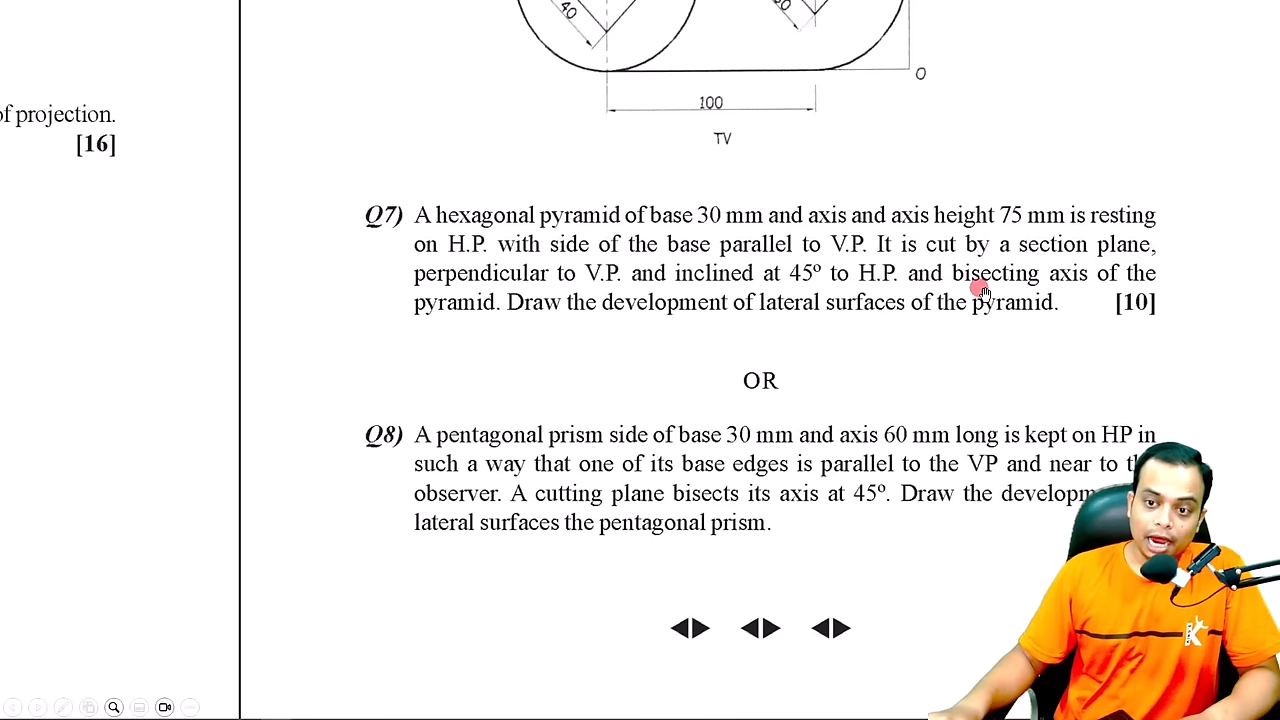 40
O
100
TV
of projection.
[16]
Q7) A hexagonal pyramid of base 30 mm and axis and axis height 75 mm is resting
on H.P. with side of the base parallel to V.P. It is cut by a section plane,
perpendicular to V.P. and inclined at 45º to H.P. and bisecting axis of the
pyramid. Draw the development of lateral surfaces of the pyramid. [10]
OR
Q8) A pentagonal prism side of base 30 mm and axis 60 mm long is kept on HP in
such a way that one of its base edges is parallel to the VP and near to
observer. A cutting plane bisects its axis at 45º. Draw the
lateral surfaces the pentagonal prism.
K